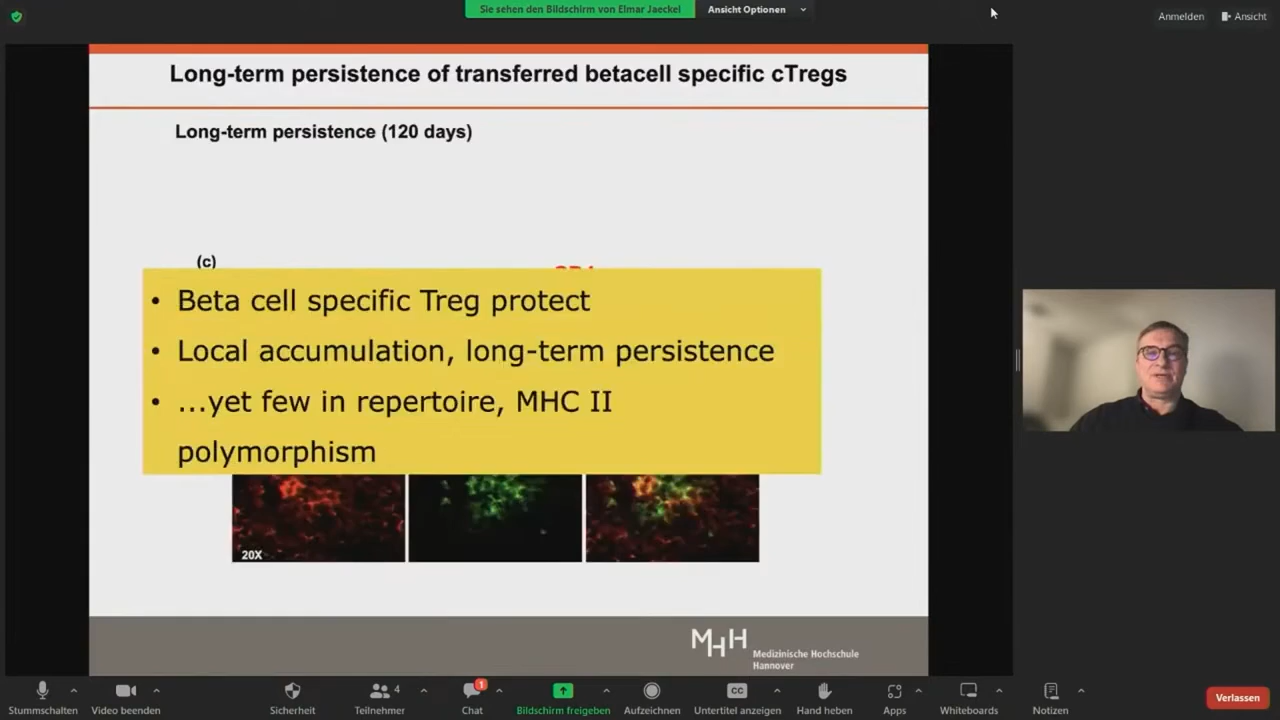 Sie sehen den Bildschirm von Elmar Jaeckel
Ansicht Optionen
Anmelden
Ansicht
Long-term persistence of transferred betacell specific cTregs
Long-term persistence (120 days)
(c)
• Beta cell specific Treg protect
• Local accumulation, long-term persistence
• ...yet few in repertoire, MHC II
polymorphism
20X
MHH
Medizinische Hochschule
Hannover
Stummschalten
Video beenden
Sicherheit
4
Teilnehmer
1
Chat
Bildschirm freigeben
Aufzeichnen
CC
Untertitel anzeigen
Hand heben
Apps
Whiteboards
Notizen
Verlassen